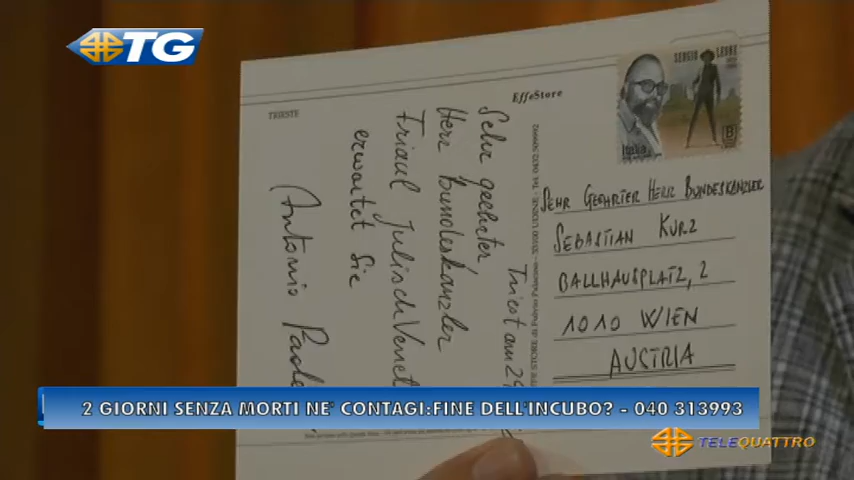 TG
TRIESTE
EffeStore
SERGIO LEONE
Italia
B
Sehr geehrter,
Herr Bundeskanzler
Friaul Julisch Venet
erwartet Sie
Antonio Paole
Triest am 29
SEHR GEEHRTER HERR BUNDESKANZLER
SEBASTIAN KURZ
BALLHAUSPLATZ, 2
1010 WIEN
AUSTRIA
2 GIORNI SENZA MORTI NE' CONTAGI:FINE DELL'INCUBO? - 040 313993
TELEQUATTRO